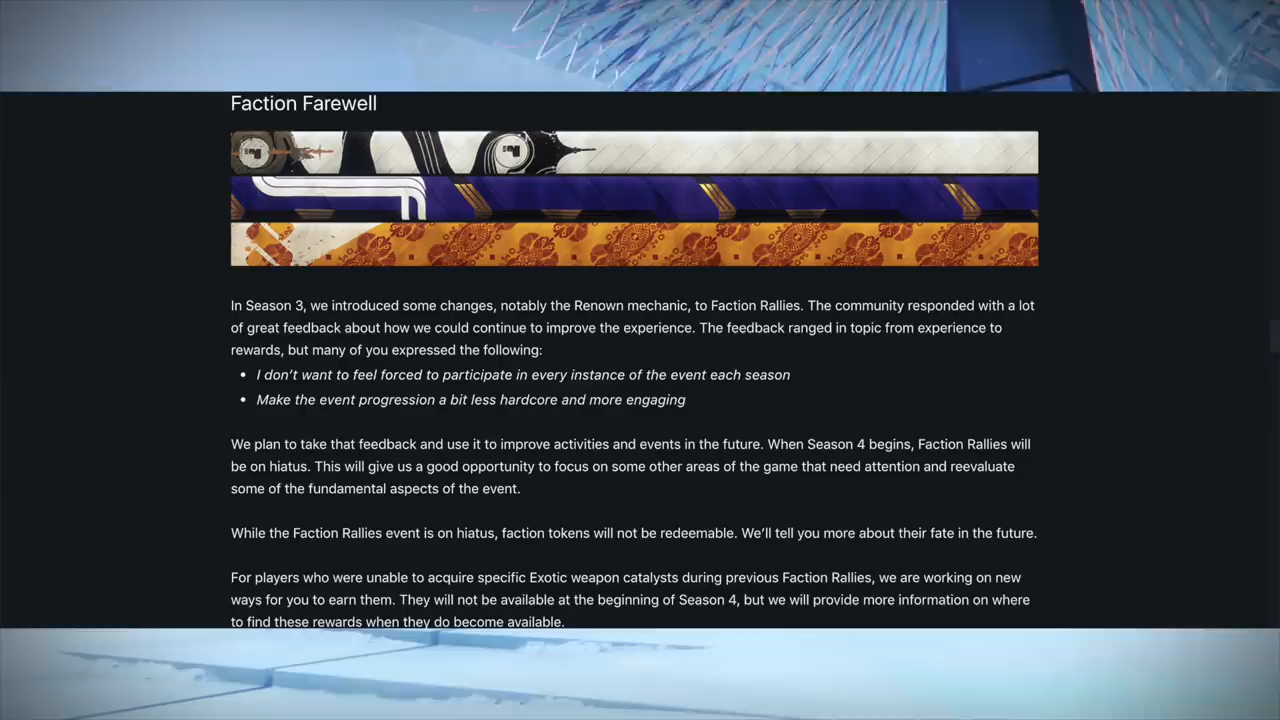 Faction Farewell
In Season 3, we introduced some changes, notably the Renown mechanic, to Faction Rallies. The community responded with a lot
of great feedback about how we could continue to improve the experience. The feedback ranged in topic from experience to
rewards, but many of you expressed the following:
• I don’t want to feel forced to participate in every instance of the event each season
• Make the event progression a bit less hardcore and more engaging
We plan to take that feedback and use it to improve activities and events in the future. When Season 4 begins, Faction Rallies will
be on hiatus. This will give us a good opportunity to focus on some other areas of the game that need attention and reevaluate
some of the fundamental aspects of the event.
While the Faction Rallies event is on hiatus, faction tokens will not be redeemable. We’ll tell you more about their fate in the future.
For players who were unable to acquire specific Exotic weapon catalysts during previous Faction Rallies, we are working on new
ways for you to earn them. They will not be available at the beginning of Season 4, but we will provide more information on where
to find these rewards when they do become available.